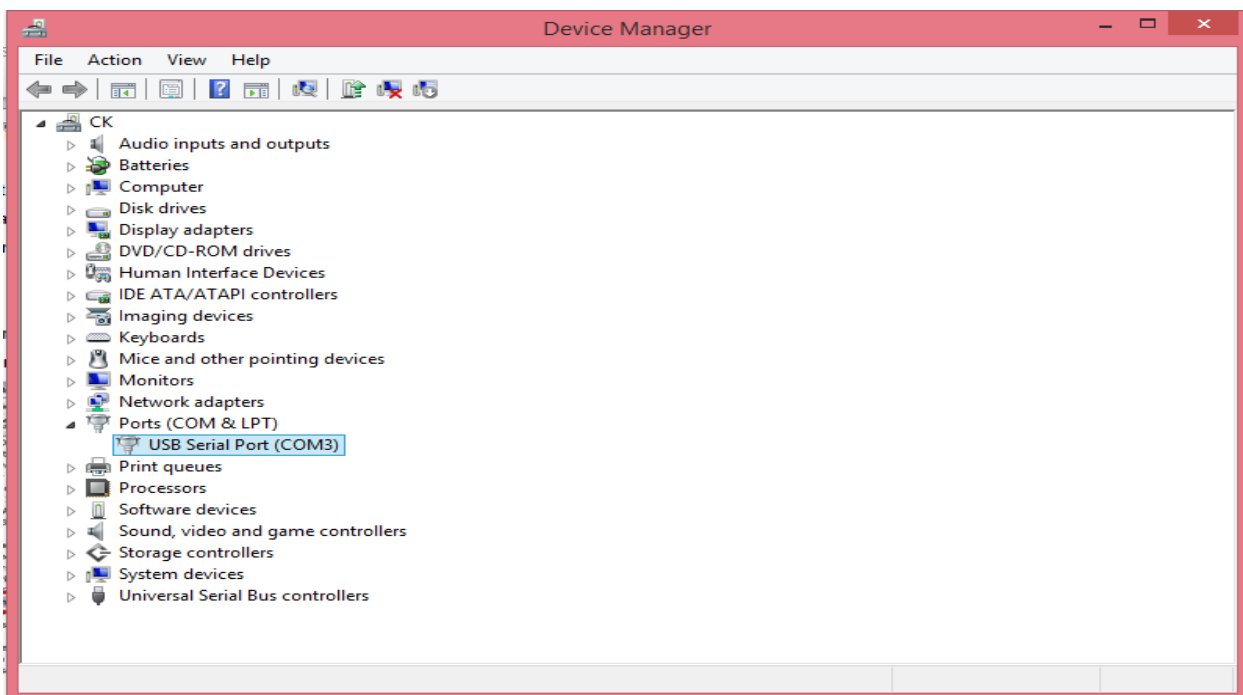 Device Manager
File Action View Help
CK
Audio inputs and outputs
Batteries
Computer
Disk drives
Display adapters
DVD/CD-ROM drives
Human Interface Devices
IDE ATA/ATAPI controllers
Imaging devices
Keyboards
Mice and other pointing devices
Monitors
Network adapters
Ports (COM & LPT)
USB Serial Port (COM3)
Print queues
Processors
Software devices
Sound, video and game controllers
Storage controllers
System devices
Universal Serial Bus controllers